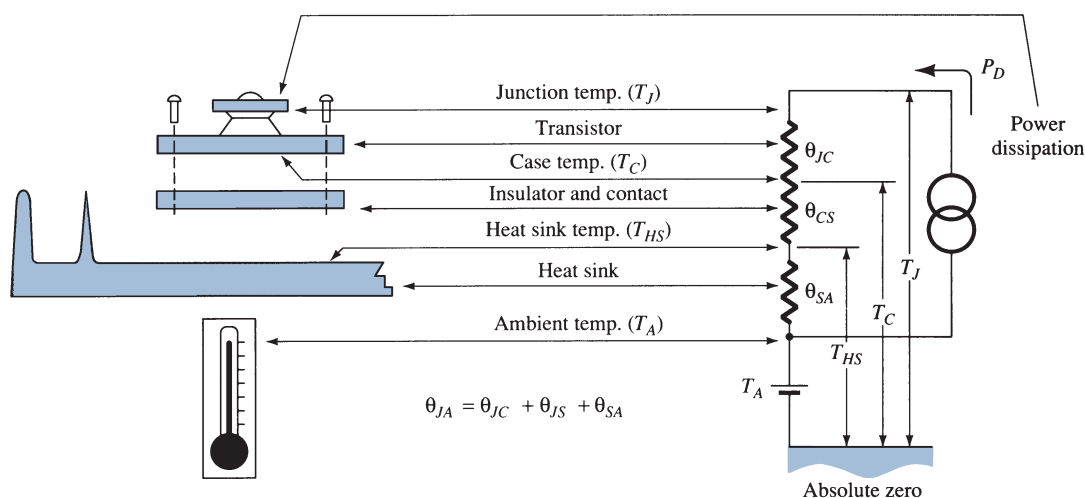 P_D
Junction temp. (T_J)
Power
dissipation
Transistor
θ_JC
Case temp. (T_C)
Insulator and contact
θ_CS
Heat sink temp. (T_HS)
Heat sink
T_J
θ_SA
T_C
Ambient temp. (T_A)
T_HS
T_A
θ_JA = θ_JC + θ_JS + θ_SA
Absolute zero